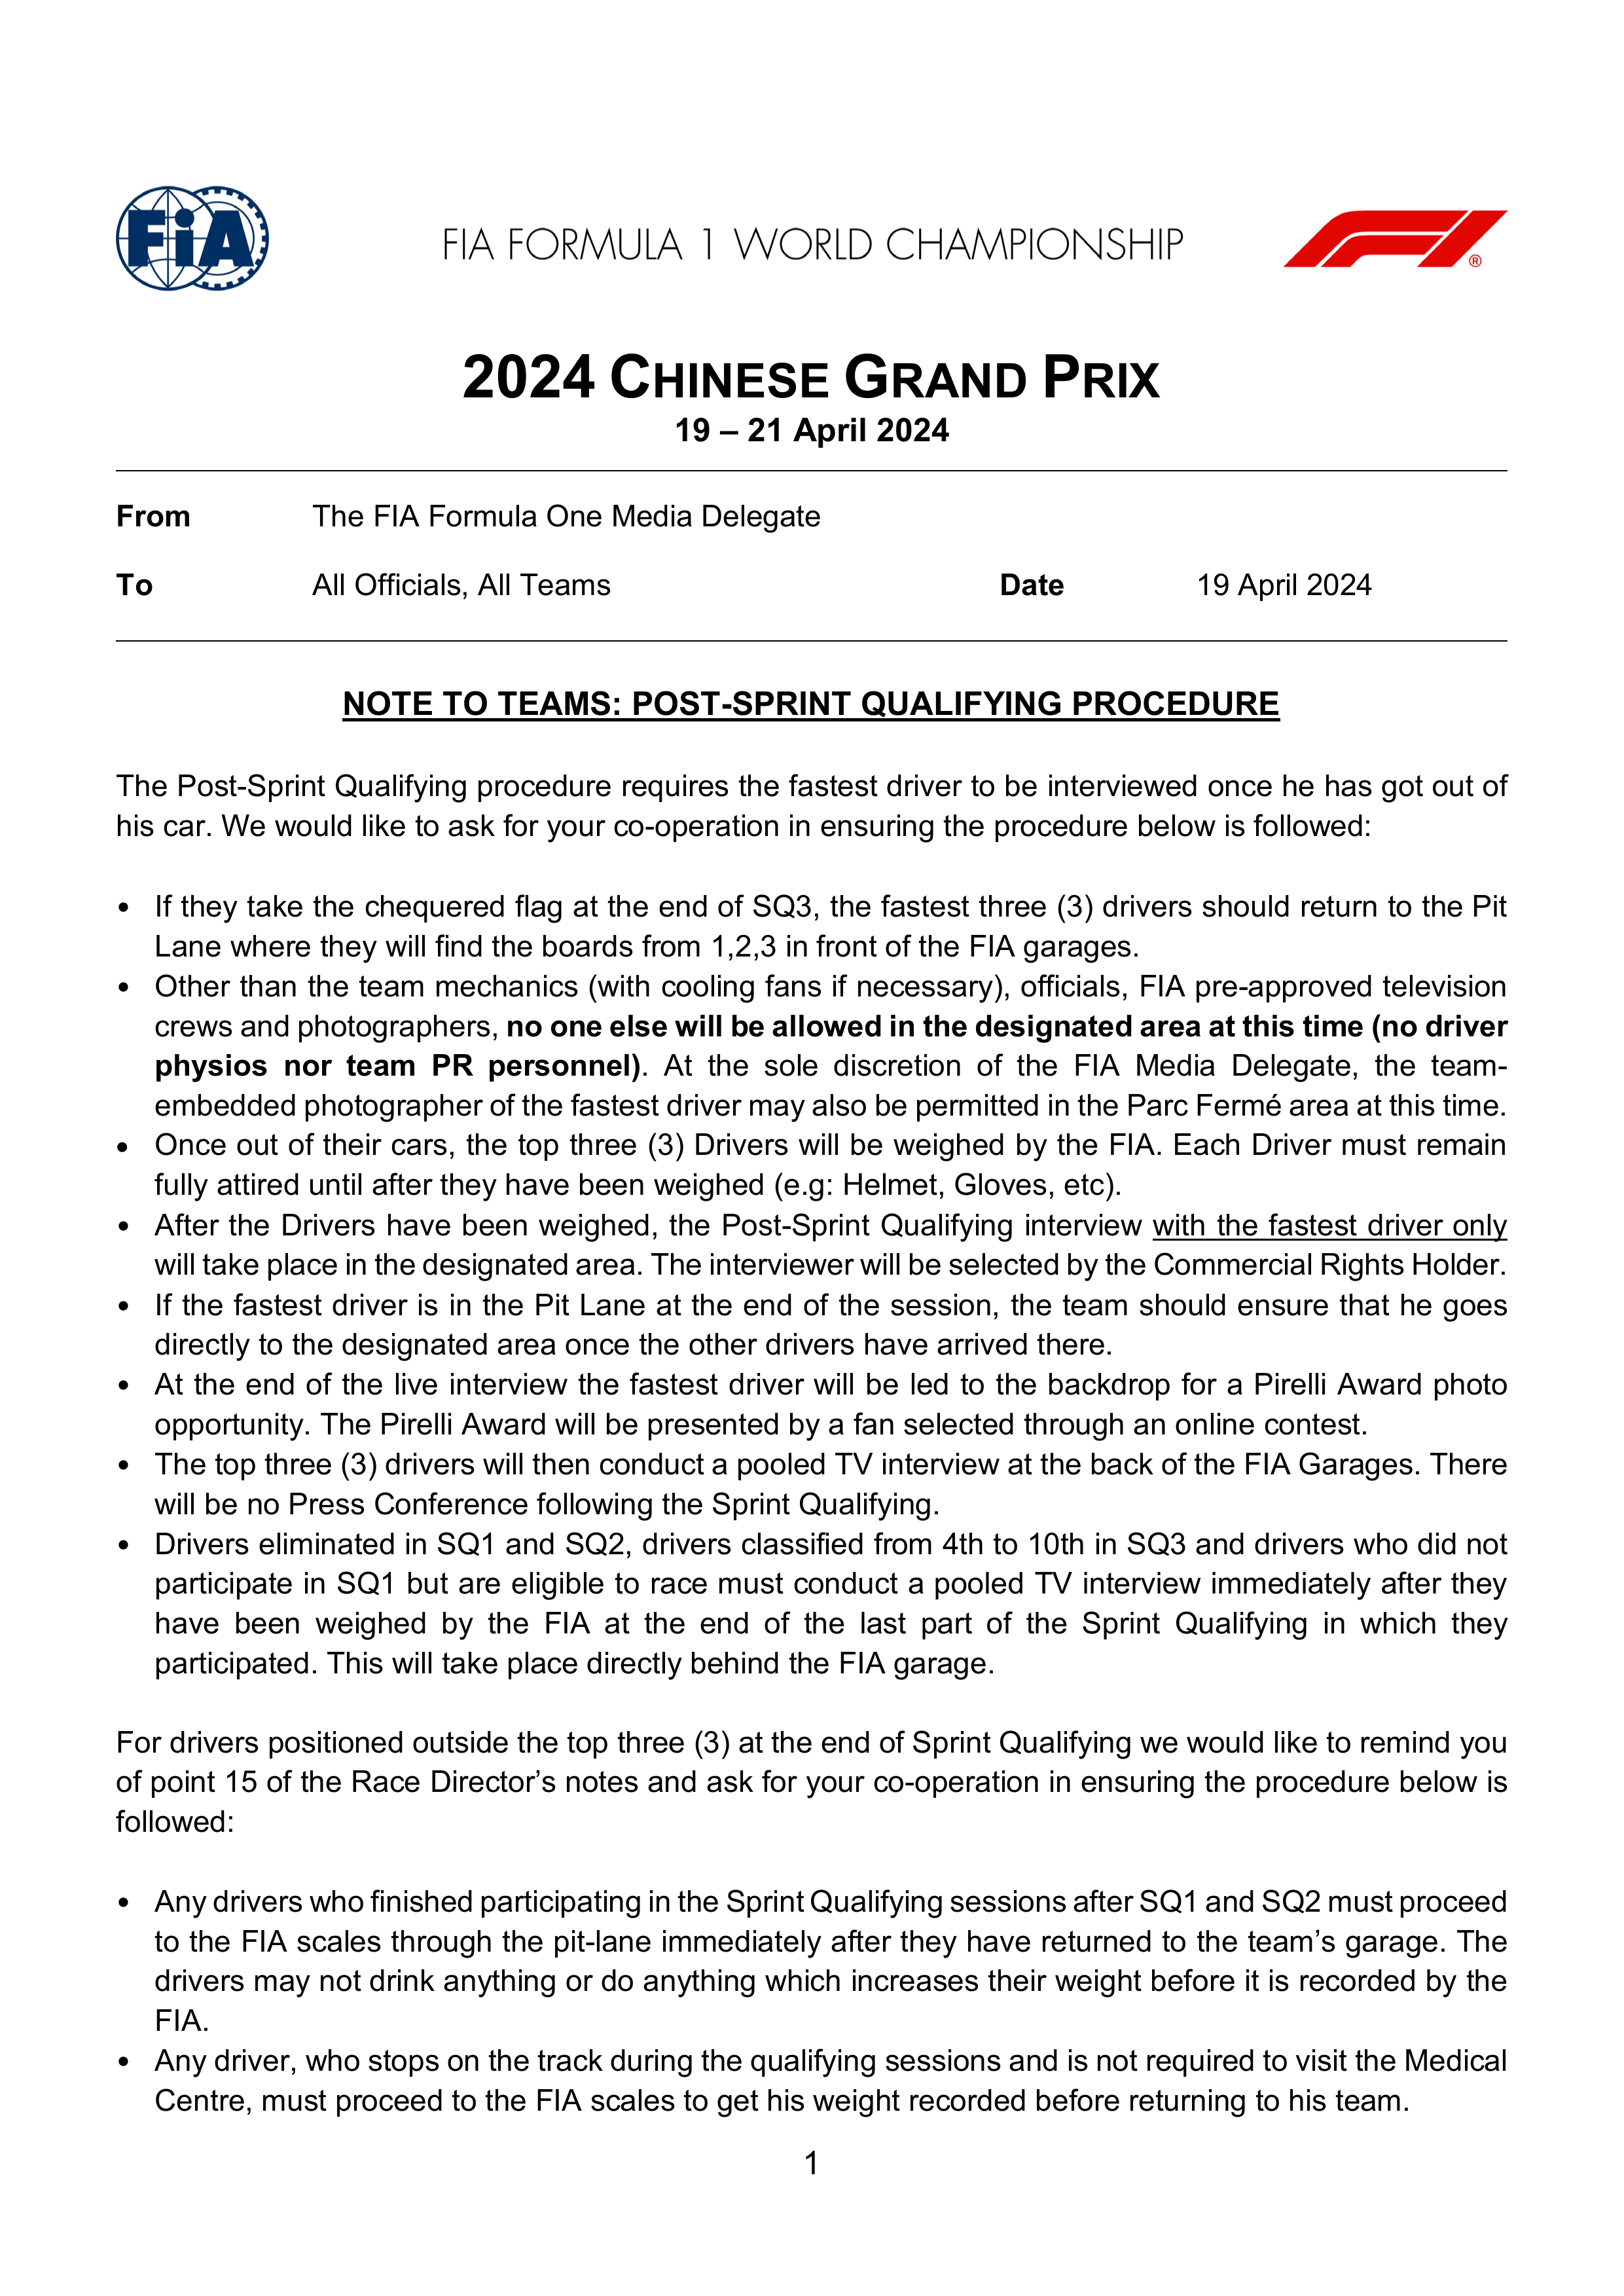 FiA
FIA FORMULA 1 WORLD CHAMPIONSHIP
F1®
2024 CHINESE GRAND PRIX
19 – 21 April 2024
From The FIA Formula One Media Delegate
To All Officials, All Teams Date 19 April 2024
NOTE TO TEAMS: POST-SPRINT QUALIFYING PROCEDURE
The Post-Sprint Qualifying procedure requires the fastest driver to be interviewed once he has got out of
his car. We would like to ask for your co-operation in ensuring the procedure below is followed:
• If they take the chequered flag at the end of SQ3, the fastest three (3) drivers should return to the Pit
Lane where they will find the boards from 1,2,3 in front of the FIA garages.
• Other than the team mechanics (with cooling fans if necessary), officials, FIA pre-approved television
crews and photographers, no one else will be allowed in the designated area at this time (no driver
physios nor team PR personnel). At the sole discretion of the FIA Media Delegate, the team-
embedded photographer of the fastest driver may also be permitted in the Parc Fermé area at this time.
• Once out of their cars, the top three (3) Drivers will be weighed by the FIA. Each Driver must remain
fully attired until after they have been weighed (e.g: Helmet, Gloves, etc).
• After the Drivers have been weighed, the Post-Sprint Qualifying interview with the fastest driver only
will take place in the designated area. The interviewer will be selected by the Commercial Rights Holder.
• If the fastest driver is in the Pit Lane at the end of the session, the team should ensure that he goes
directly to the designated area once the other drivers have arrived there.
• At the end of the live interview the fastest driver will be led to the backdrop for a Pirelli Award photo
opportunity. The Pirelli Award will be presented by a fan selected through an online contest.
• The top three (3) drivers will then conduct a pooled TV interview at the back of the FIA Garages. There
will be no Press Conference following the Sprint Qualifying.
• Drivers eliminated in SQ1 and SQ2, drivers classified from 4th to 10th in SQ3 and drivers who did not
participate in SQ1 but are eligible to race must conduct a pooled TV interview immediately after they
have been weighed by the FIA at the end of the last part of the Sprint Qualifying in which they
participated. This will take place directly behind the FIA garage.
For drivers positioned outside the top three (3) at the end of Sprint Qualifying we would like to remind you
of point 15 of the Race Director’s notes and ask for your co-operation in ensuring the procedure below is
followed:
• Any drivers who finished participating in the Sprint Qualifying sessions after SQ1 and SQ2 must proceed
to the FIA scales through the pit-lane immediately after they have returned to the team’s garage. The
drivers may not drink anything or do anything which increases their weight before it is recorded by the
FIA.
• Any driver, who stops on the track during the qualifying sessions and is not required to visit the Medical
Centre, must proceed to the FIA scales to get his weight recorded before returning to his team.
1